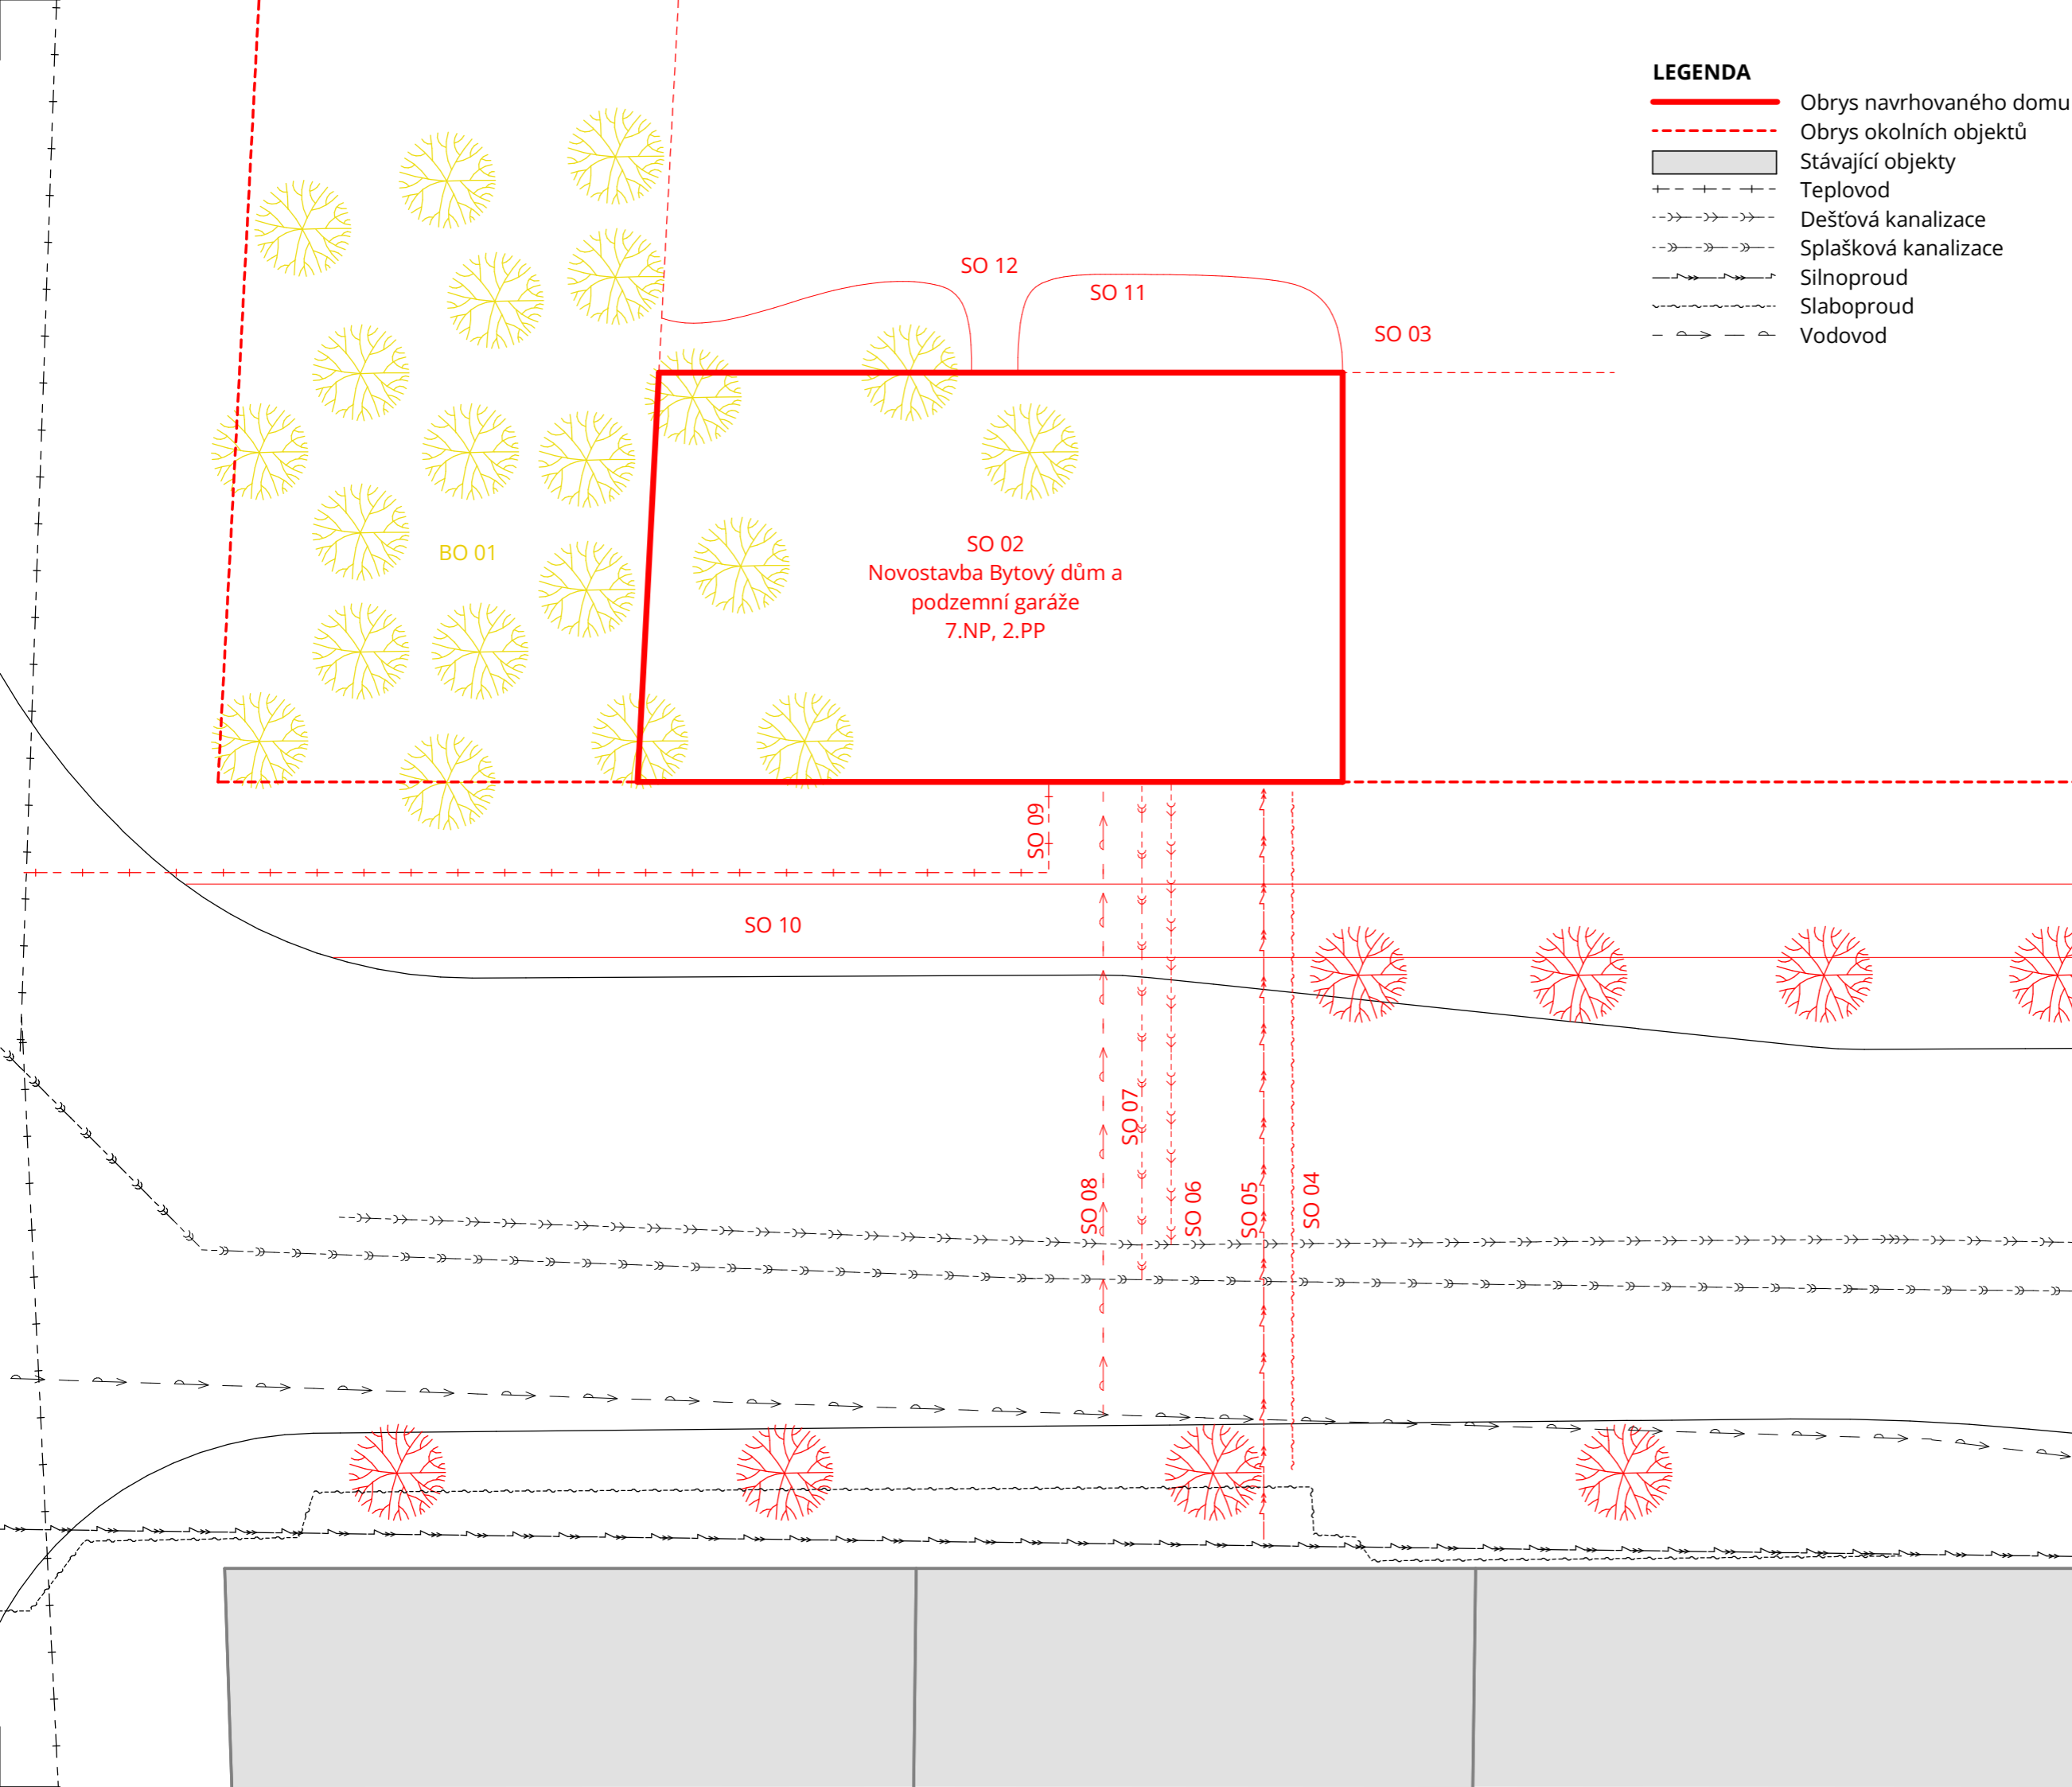 LEGENDA
Obrys navrhovaného domu
Obrys okolních objektů
Stávající objekty
Teplovod
Dešťová kanalizace
Splašková kanalizace
Silnoproud
Slaboproud
Vodovod
SO 12
SO 11
SO 03
BO 01
SO 02
Novostavba Bytový dům a
podzemní garáže
7.NP, 2.PP
SO 09
SO 10
SO 07
SO 08
SO 06
SO 05
SO 04